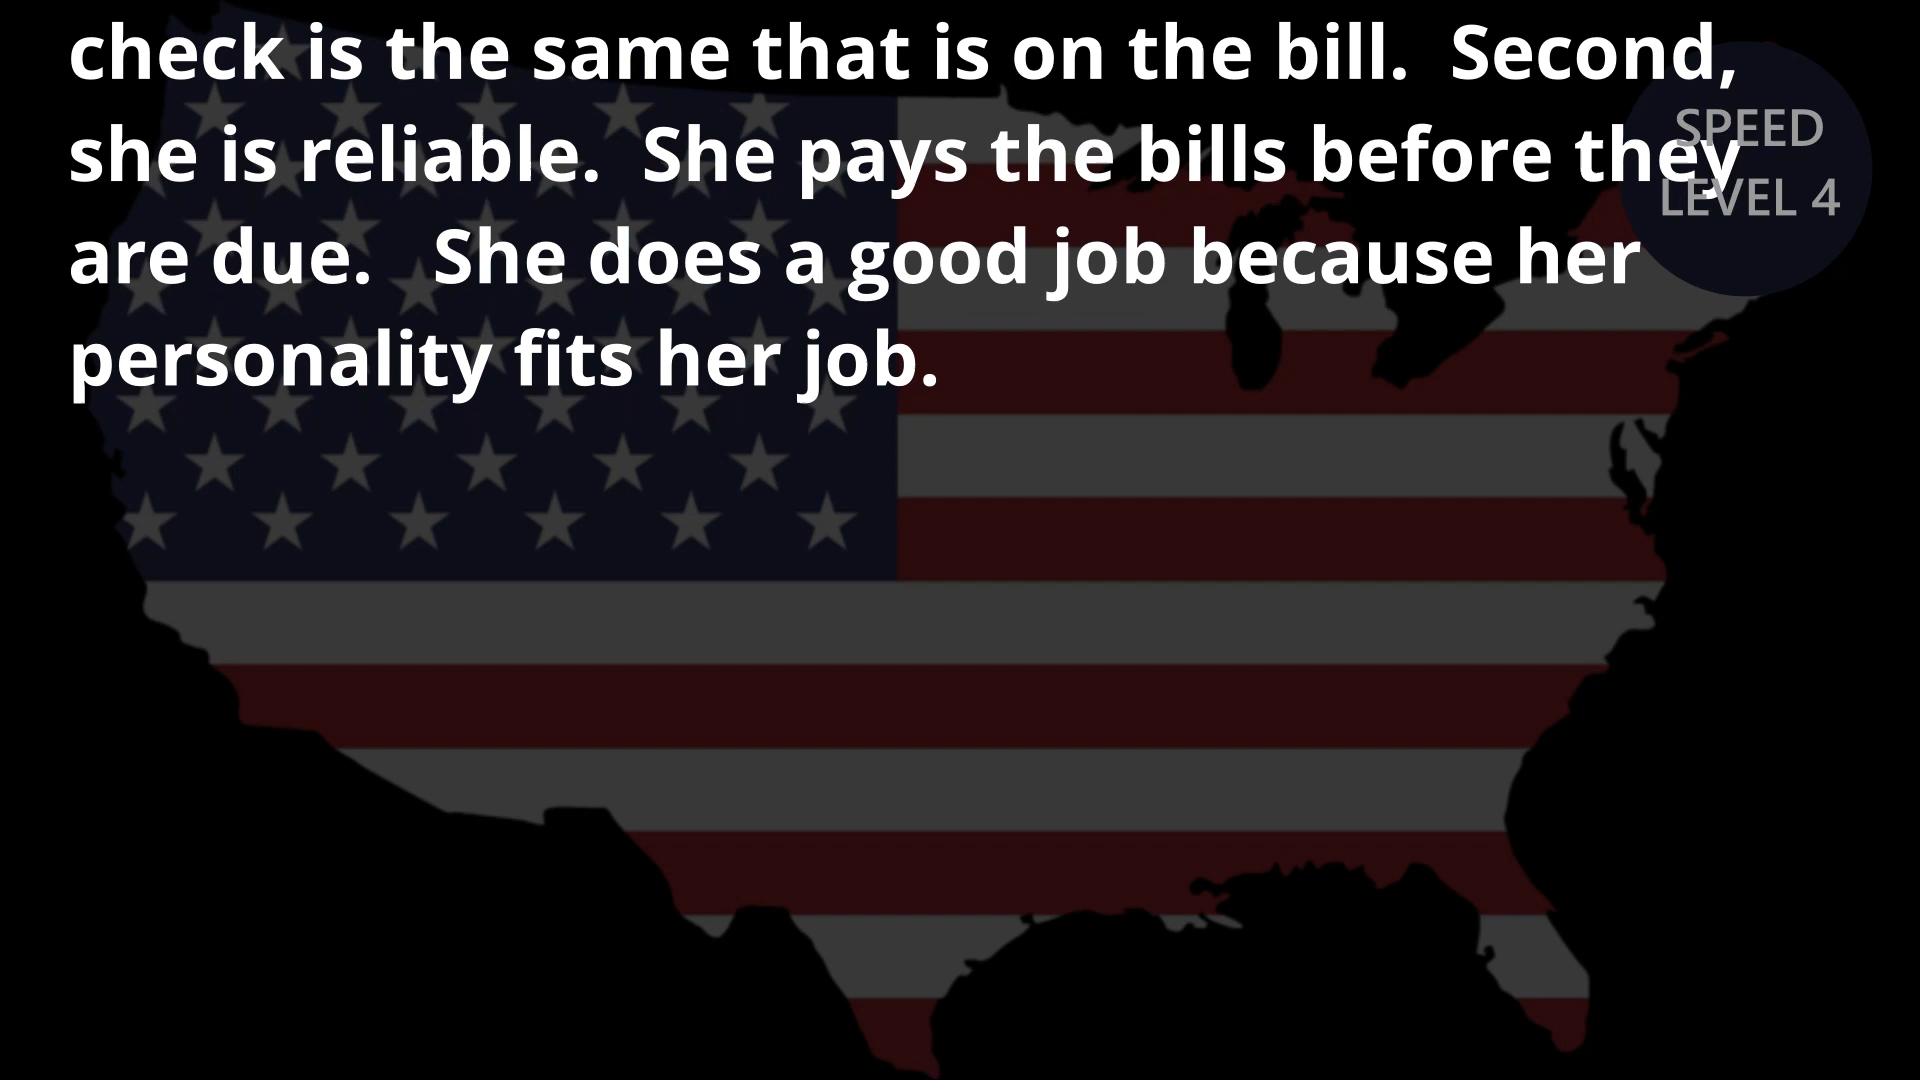 check is the same that is on the bill.  Second,
she is reliable.  She pays the bills before they
are due.   She does a good job because her
personality fits her job.
SPEED
LEVEL 4